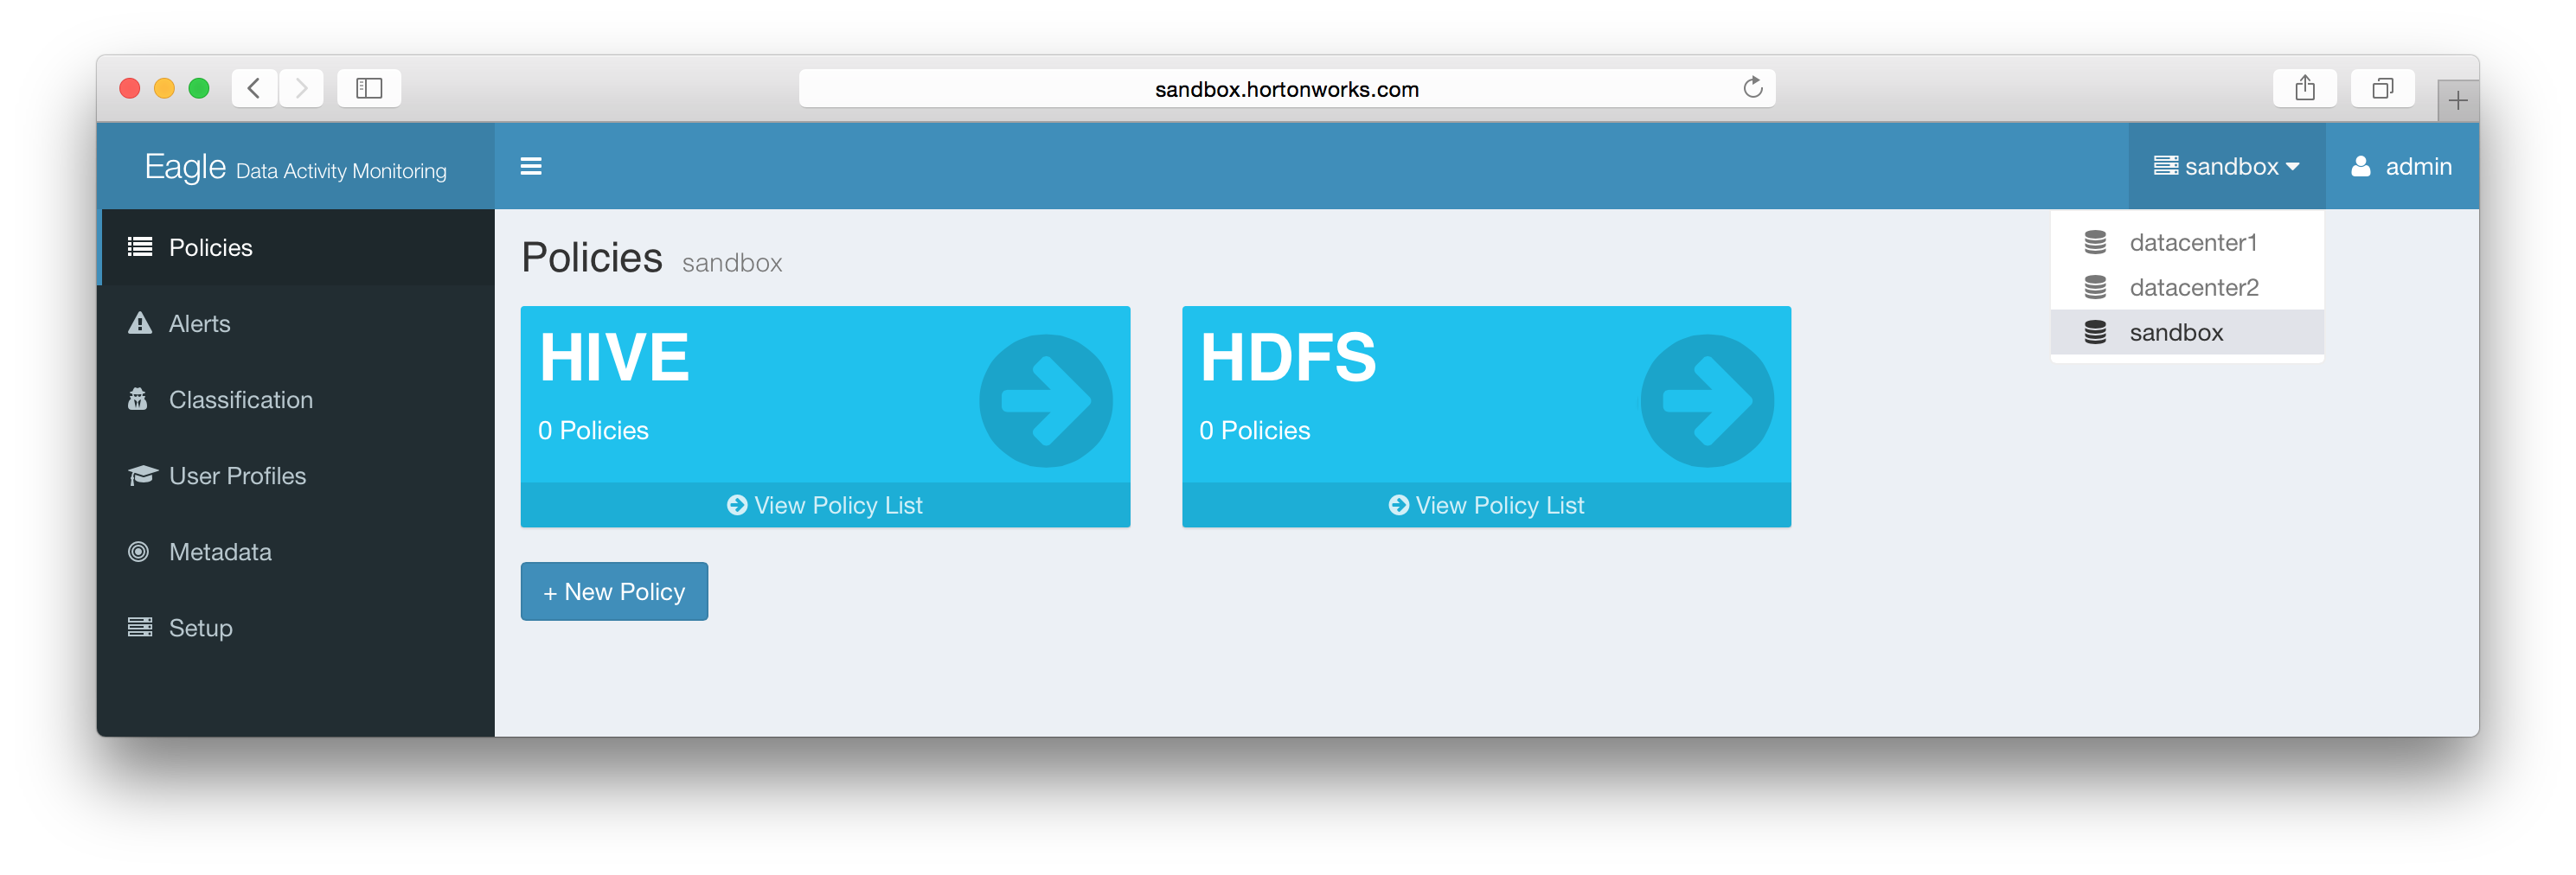 sandbox.hortonworks.com
Eagle Data Activity Monitoring
sandbox
admin
Policies
Alerts
Classification
User Profiles
Metadata
Setup
Policies sandbox
HIVE
0 Policies
View Policy List
HDFS
0 Policies
View Policy List
+ New Policy
datacenter1
datacenter2
sandbox